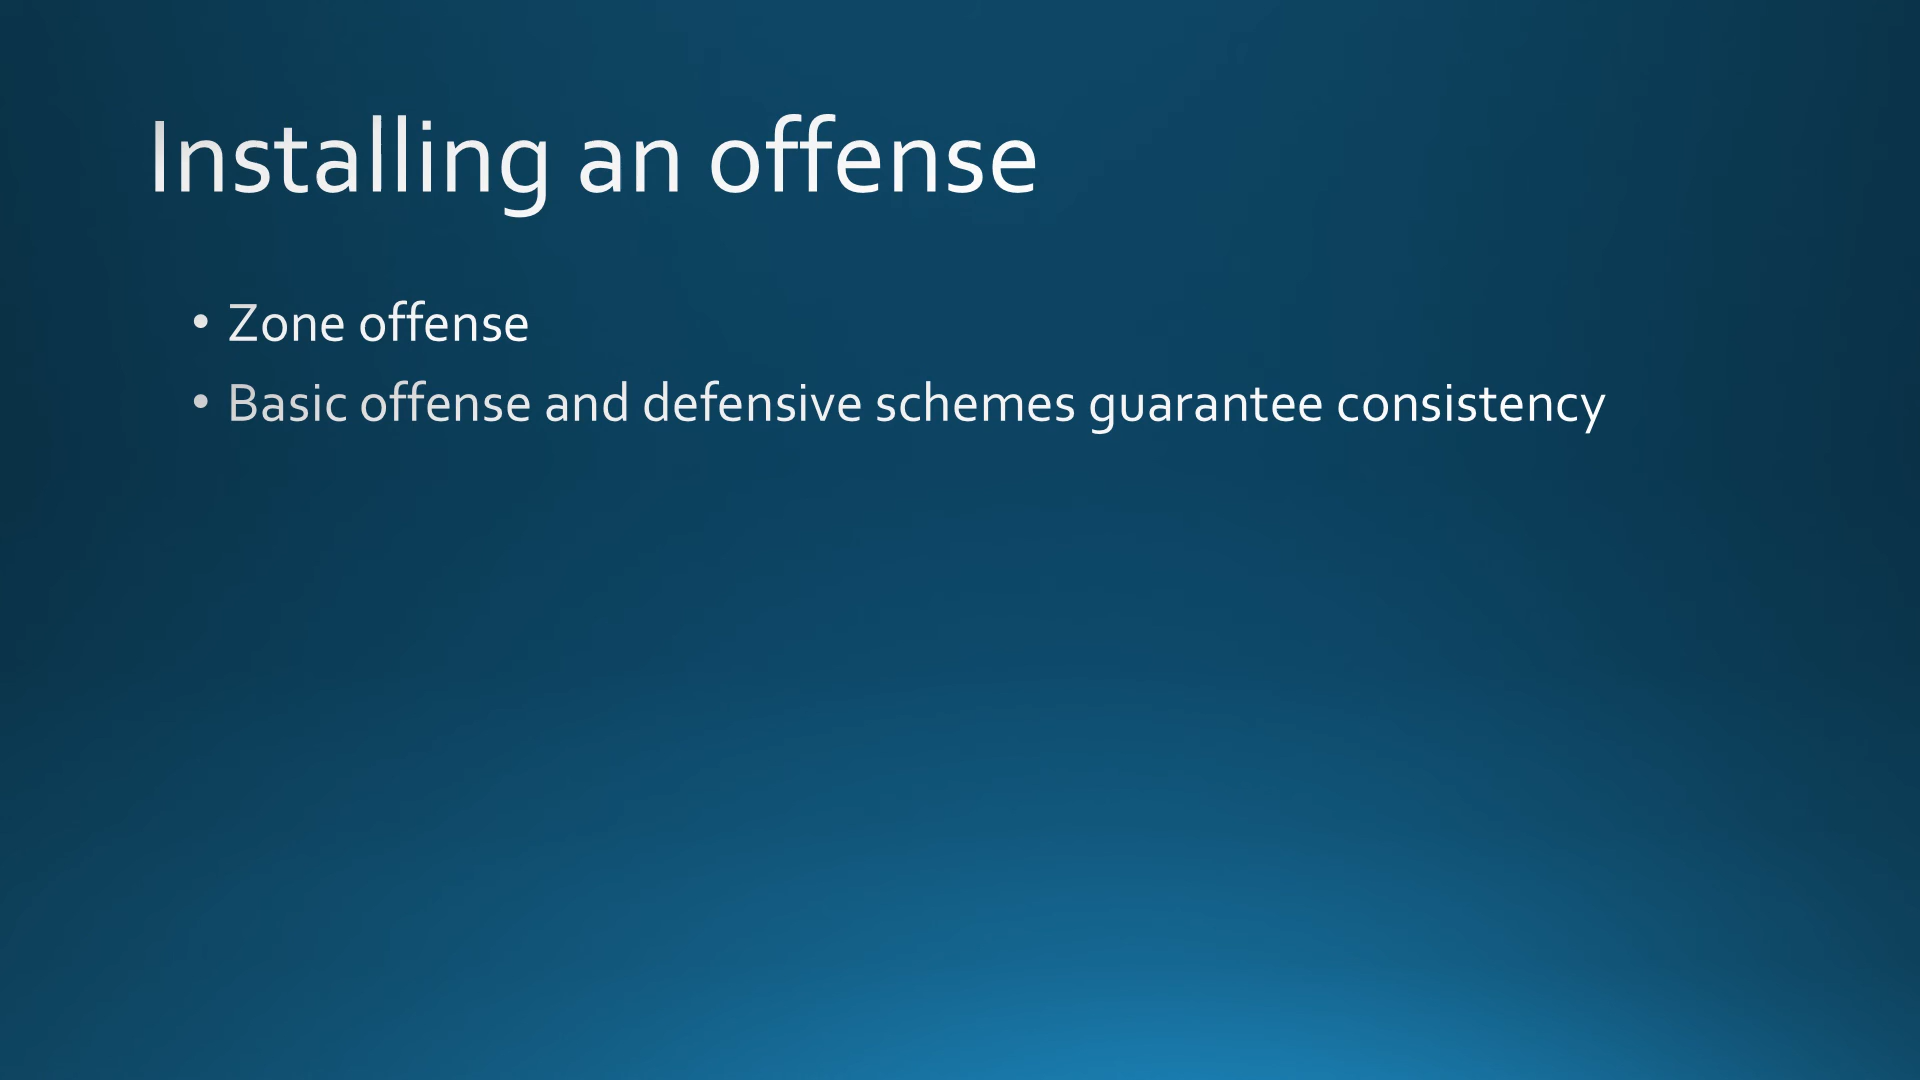 Installing an offense
• Zone offense
• Basic offense and defensive schemes guarantee consistency